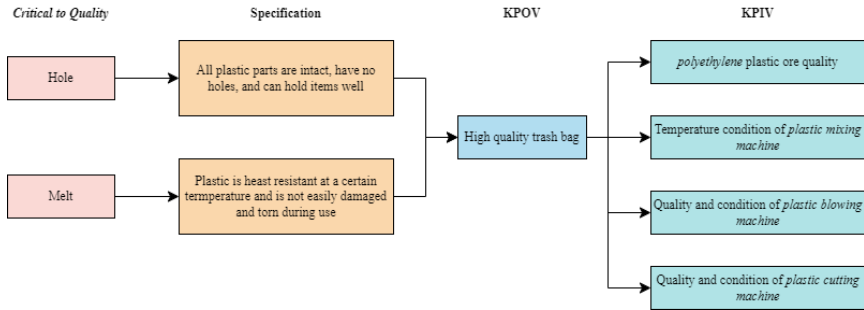 Critical to Quality
Specification
KPOV
KPIV
Hole
All plastic parts are intact, have no
holes, and can hold items well
polyethylene plastic ore quality
High quality trash bag
Temperature condition of plastic mixing
machine
Melt
Plastic is heast resistant at a certain
termperature and is not easily damaged
and torn during use
Quality and condition of plastic blowing
machine
Quality and condition of plastic cutting
machine